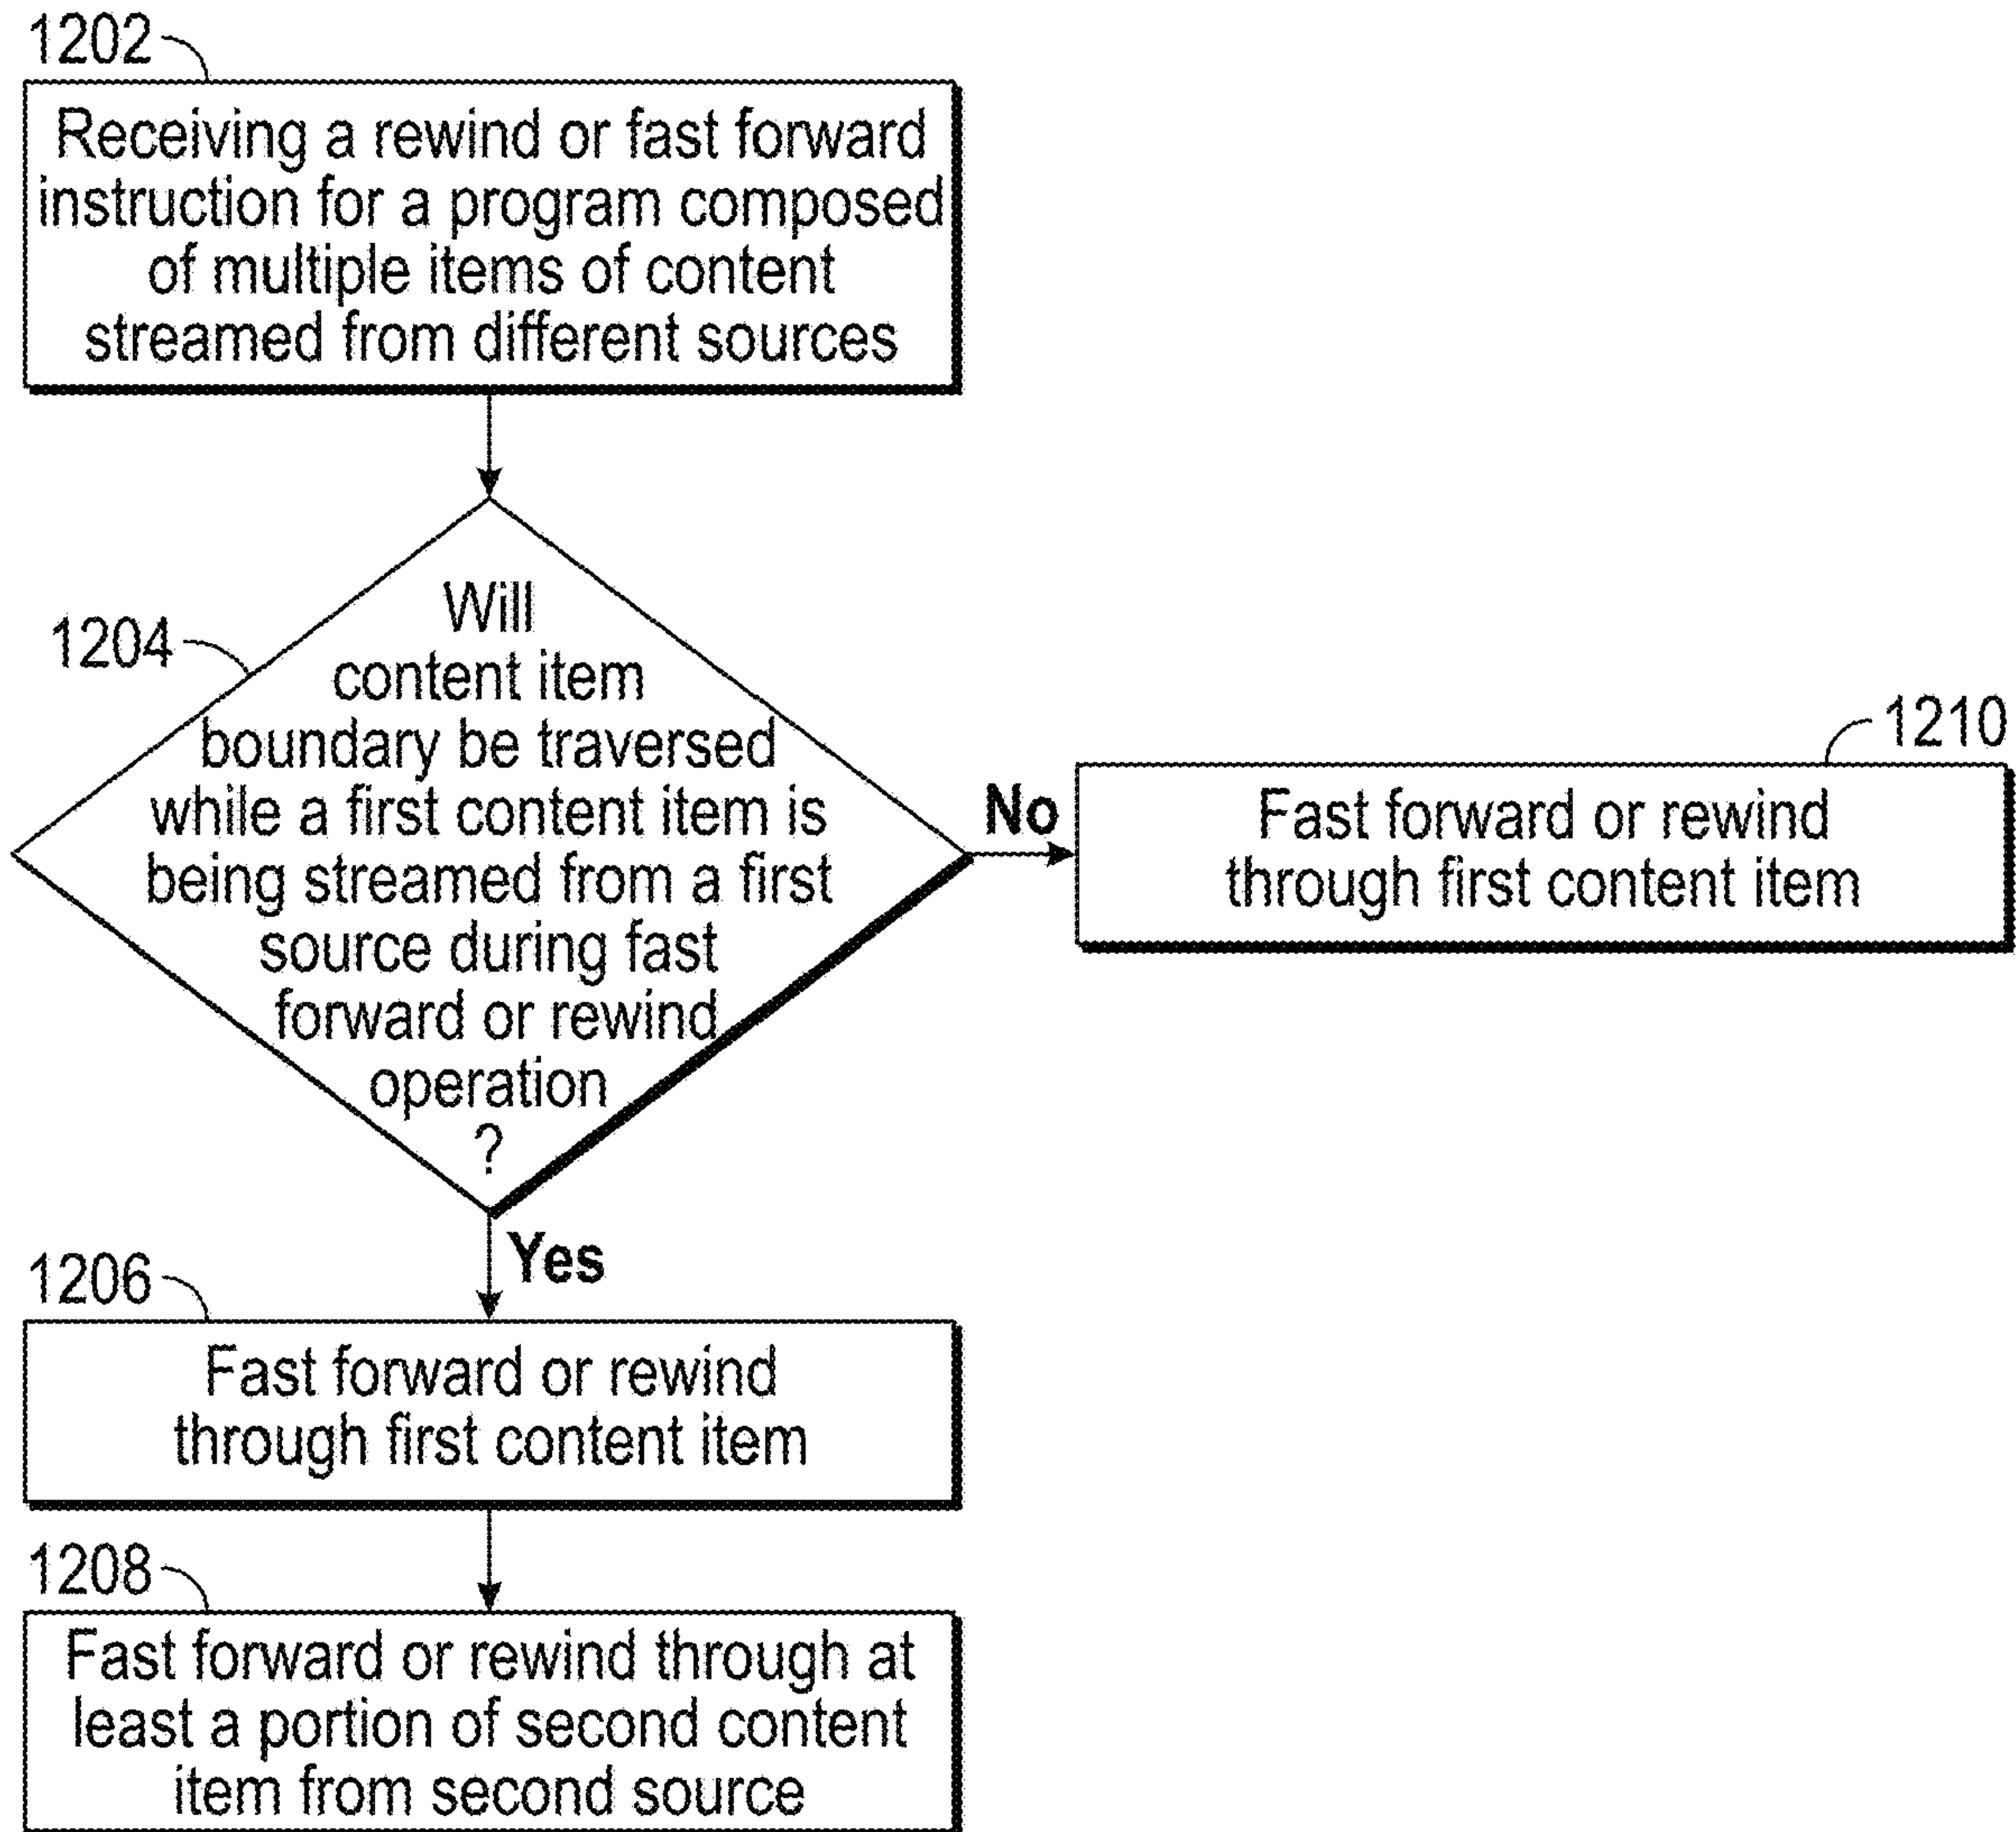 1202
Receiving a rewind or fast forward
instruction for a program composed
of multiple items of content
streamed from different sources
1204
Will
content item
boundary be traversed
while a first content item is
being streamed from a first
source during fast
forward or rewind
operation
?
No
1210
Fast forward or rewind
through first content item
Yes
1206
Fast forward or rewind
through first content item
1208
Fast forward or rewind through at
least a portion of second content
item from second source